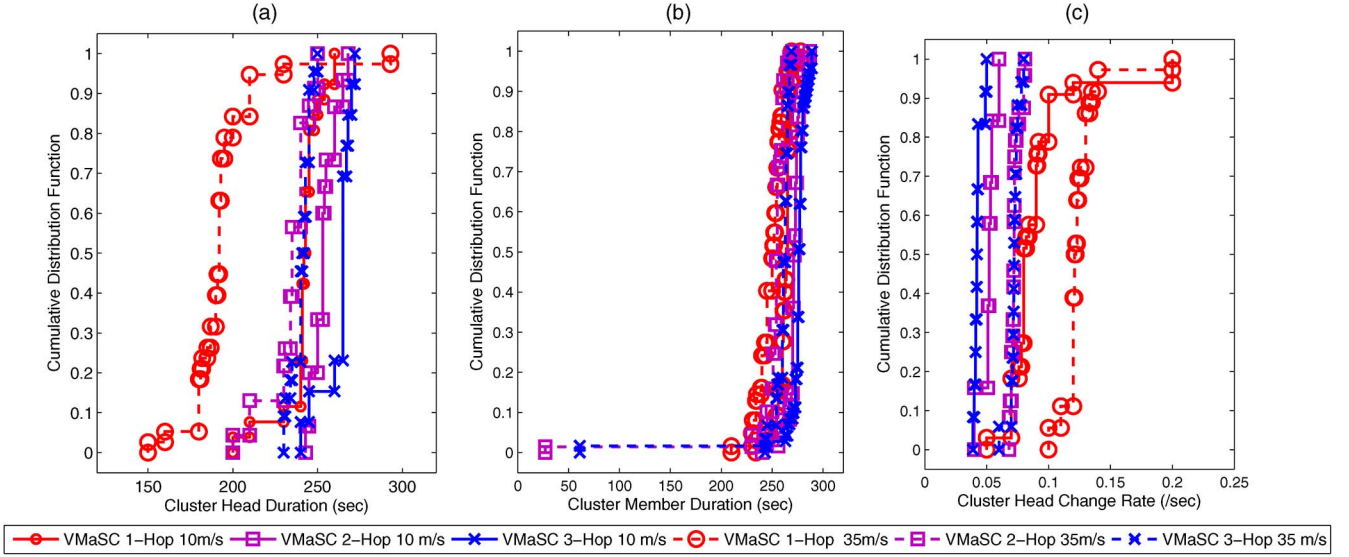 (a)
(b)
(c)
Cumulative Distribution Function
1
0.9
0.8
0.7
0.6
0.5
0.4
0.3
0.2
0.1
0
150 200 250 300
Cluster Head Duration (sec)
Cumulative Distribution Function
1
0.9
0.8
0.7
0.6
0.5
0.4
0.3
0.2
0.1
0
0 50 100 150 200 250 300
Cluster Member Duration (sec)
Cumulative Distribution Function
1
0.9
0.8
0.7
0.6
0.5
0.4
0.3
0.2
0.1
0
0 0.05 0.1 0.15 0.2 0.25
Cluster Head Change Rate (/sec)
VMaSC 1-Hop 10m/s VMaSC 2-Hop 10 m/s VMaSC 3-Hop 10 m/s VMaSC 1-Hop 35m/s VMaSC 2-Hop 35m/s VMaSC 3-Hop 35 m/s